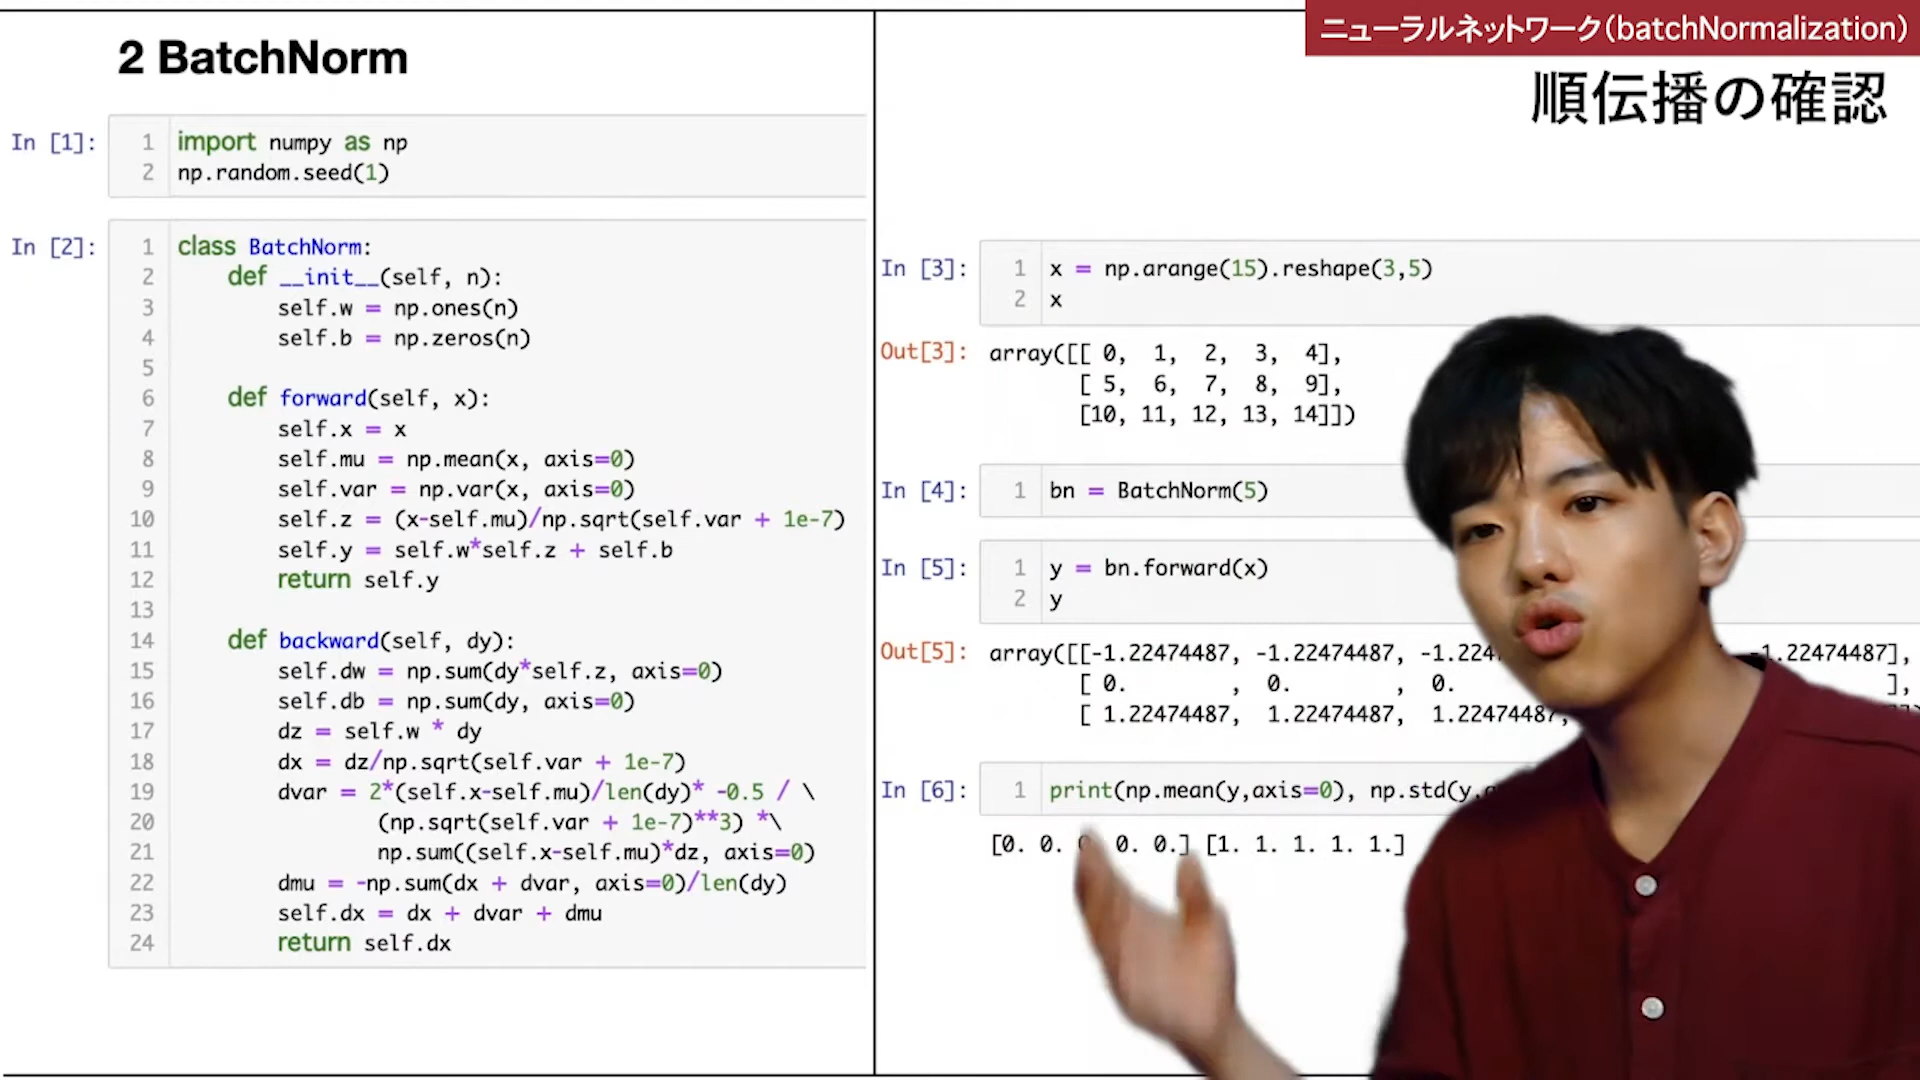 ニューラルネットワーク（batchNormalization）
順伝播の確認
2 BatchNorm
In [1]:
1 import numpy as np
2 np.random.seed(1)
In [2]:
1 class BatchNorm:
2 def __init__(self, n):
3 self.w = np.ones(n)
4 self.b = np.zeros(n)
5
6 def forward(self, x):
7 self.x = x
8 self.mu = np.mean(x, axis=0)
9 self.var = np.var(x, axis=0)
10 self.z = (x-self.mu)/np.sqrt(self.var + 1e-7)
11 self.y = self.w*self.z + self.b
12 return self.y
13
14 def backward(self, dy):
15 self.dw = np.sum(dy*self.z, axis=0)
16 self.db = np.sum(dy, axis=0)
17 dz = self.w * dy
18 dx = dz/np.sqrt(self.var + 1e-7)
19 dvar = 2*(self.x-self.mu)/len(dy)* -0.5 / \
20 (np.sqrt(self.var + 1e-7)**3) *\
21 np.sum((self.x-self.mu)*dz, axis=0)
22 dmu = -np.sum(dx + dvar, axis=0)/len(dy)
23 self.dx = dx + dvar + dmu
24 return self.dx
In [3]:
1 x = np.arange(15).reshape(3,5)
2 x
Out[3]:
array([[ 0, 1, 2, 3, 4],
[ 5, 6, 7, 8, 9],
[10, 11, 12, 13, 14]])
In [4]:
1 bn = BatchNorm(5)
In [5]:
1 y = bn.forward(x)
2 y
Out[5]:
array([[-1.22474487, -1.22474487, -1.224 -1.22474487],
[ 0. , 0. , 0. ],
[ 1.22474487, 1.22474487, 1.22474487,
In [6]:
1 print(np.mean(y,axis=0), np.std(y,
[0. 0. 0. 0.] [1. 1. 1. 1. 1.]